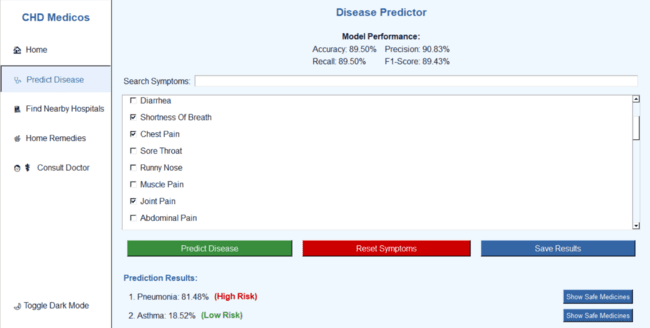 CHD Medicos
Home
Predict Disease
Find Nearby Hospitals
Home Remedies
Consult Doctor
Toggle Dark Mode
Disease Predictor
Model Performance:
Accuracy: 89.50% Precision: 90.83%
Recall: 89.50% F1-Score: 89.43%
Search Symptoms:
Diarrhea
Shortness Of Breath
Chest Pain
Sore Throat
Runny Nose
Muscle Pain
Joint Pain
Abdominal Pain
Predict Disease Reset Symptoms Save Results
Prediction Results:
1. Pneumonia: 81.48% (High Risk) Show Safe Medicines
2. Asthma: 18.52% (Low Risk) Show Safe Medicines